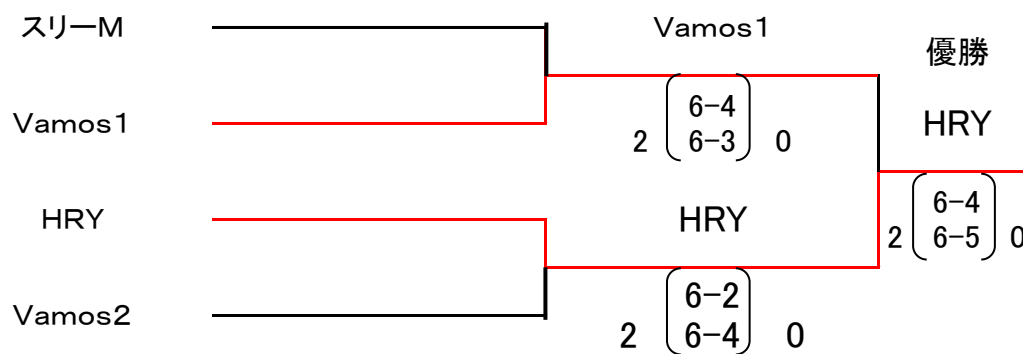 スリーM
Vamos1
優勝
Vamos1
6-4
2 6-3 0
HRY
HRY
HRY
6-4
2 6-5 0
Vamos2
6-2
2 6-4 0